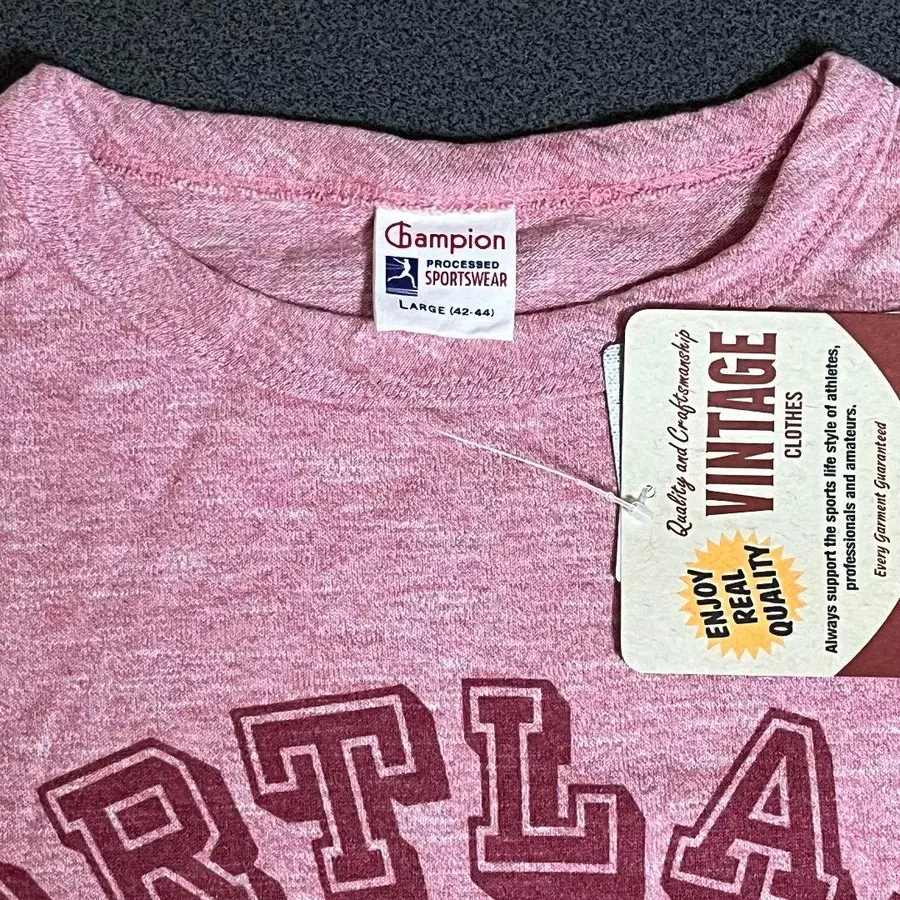 Champion
PROCESSED
SPORTSWEAR
LARGE (42-44)
Quality and Craftsmanship
VINTAGE
CLOTHES
ENJOY
REAL
QUALITY
Always support the sports life style of athletes,
professionals and amateurs.
Every Garment Guaranteed
RTLA